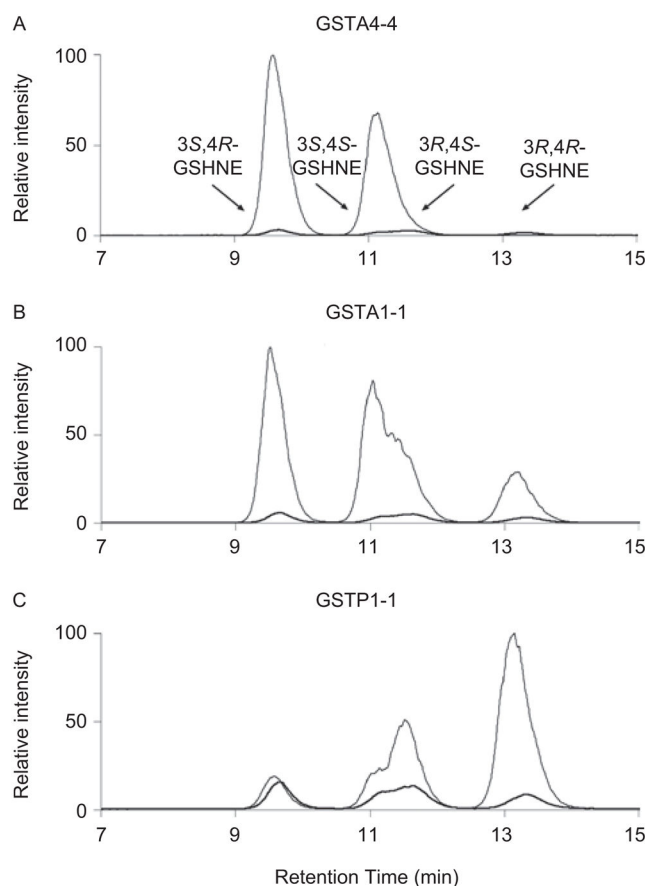 A
GSTA4-4
Relative intensity
100
50
0
3S,4R-
GSHNE
3S,4S-
GSHNE
3R,4S-
GSHNE
3R,4R-
GSHNE
7 9 11 13 15
B
GSTA1-1
Relative intensity
100
50
0
7 9 11 13 15
C
GSTP1-1
Relative intensity
100
50
0
7 9 11 13 15
Retention Time (min)